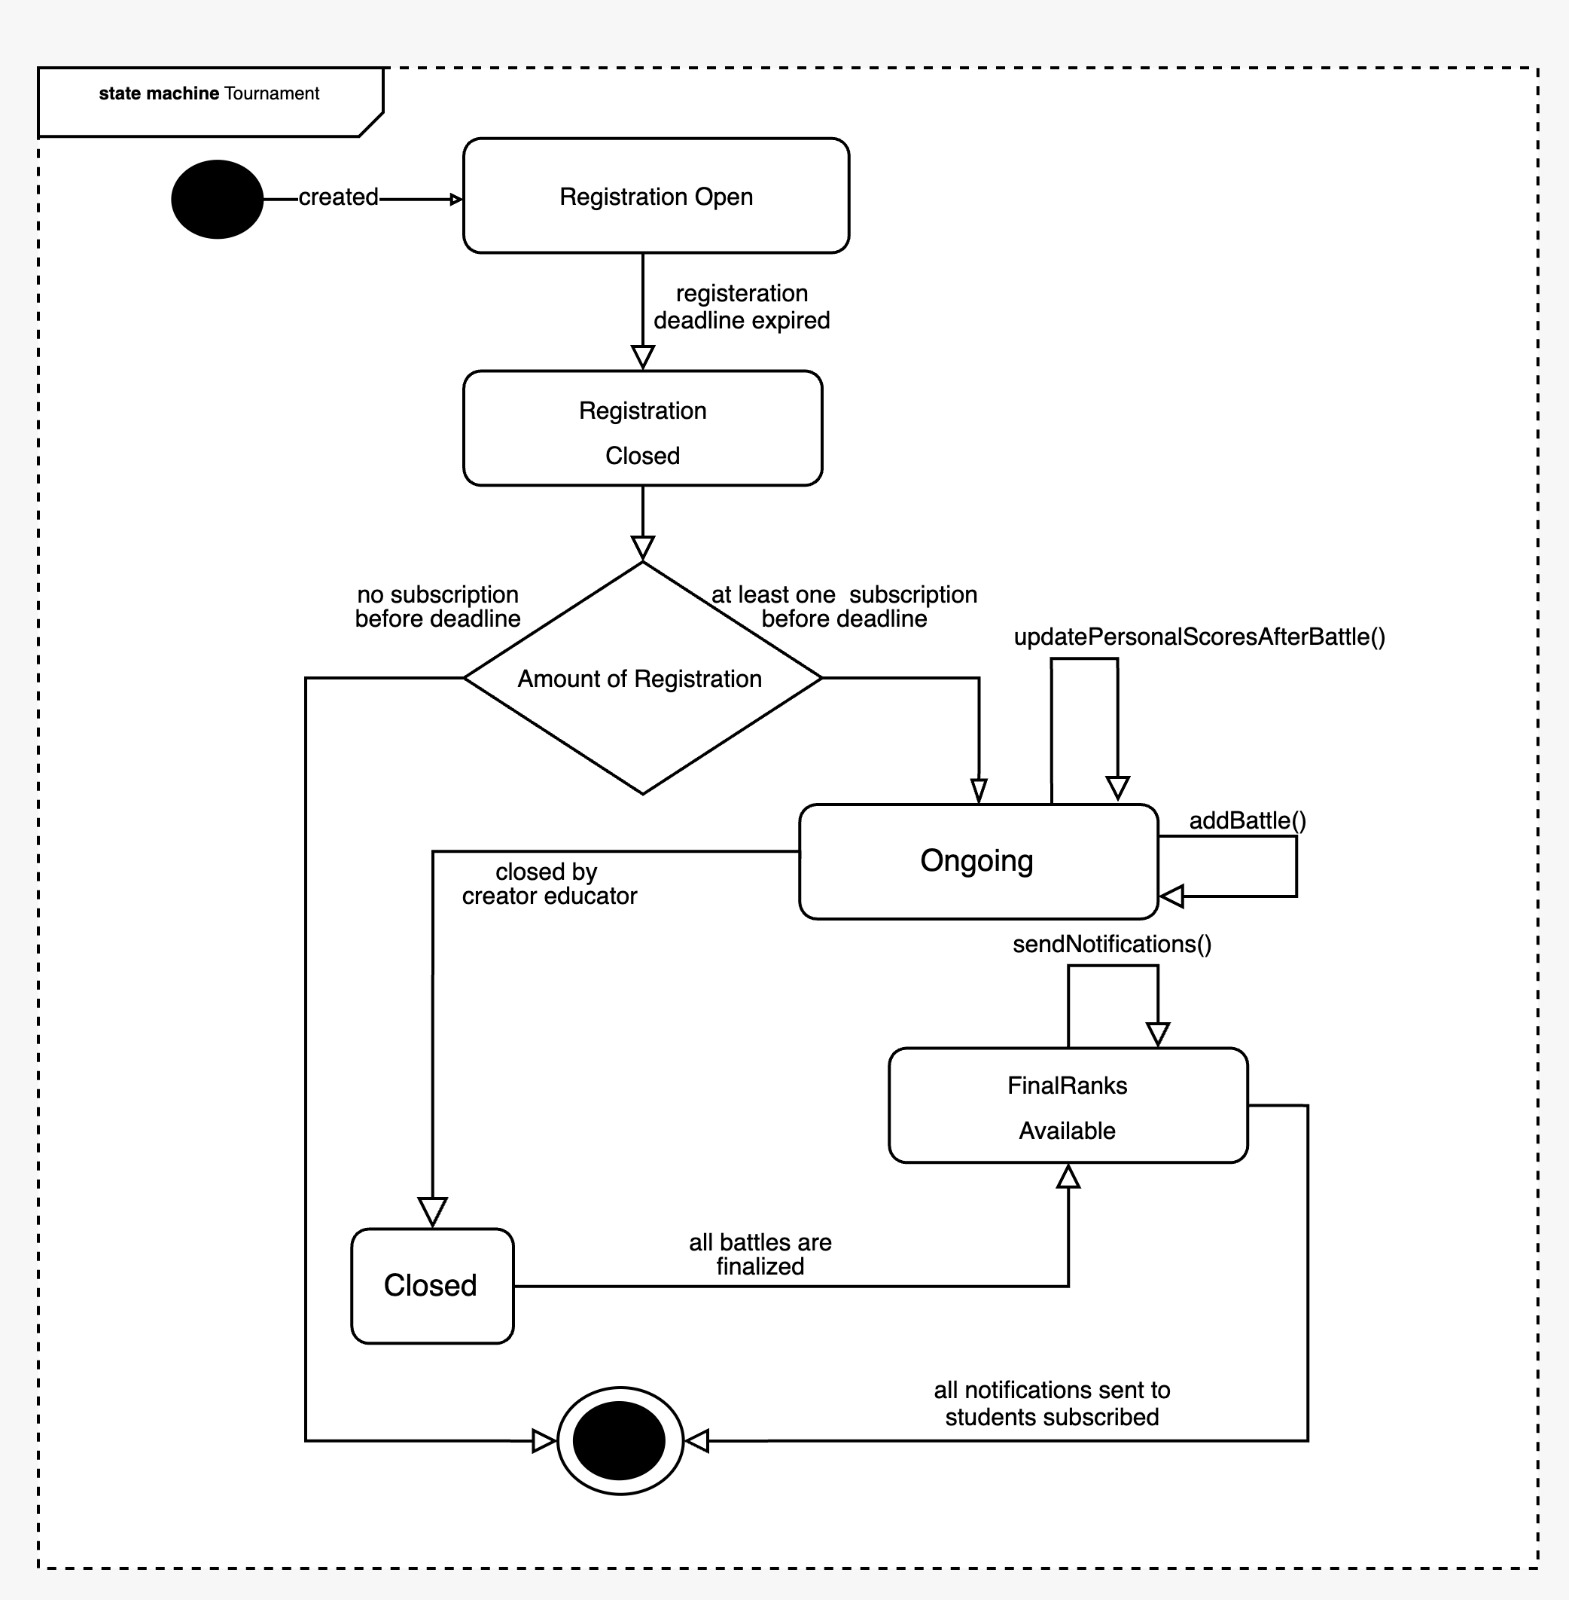 state machine Tournament
created
Registration Open
registeration
deadline expired
Registration
Closed
no subscription
before deadline
at least one  subscription
before deadline
Amount of Registration
updatePersonalScoresAfterBattle()
addBattle()
Ongoing
closed by
creator educator
sendNotifications()
FinalRanks
Available
all battles are
finalized
Closed
all notifications sent to
students subscribed